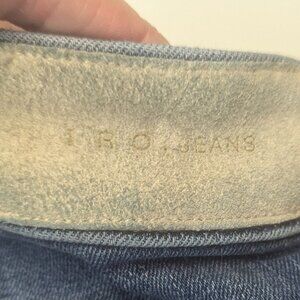 I R O . JEANS